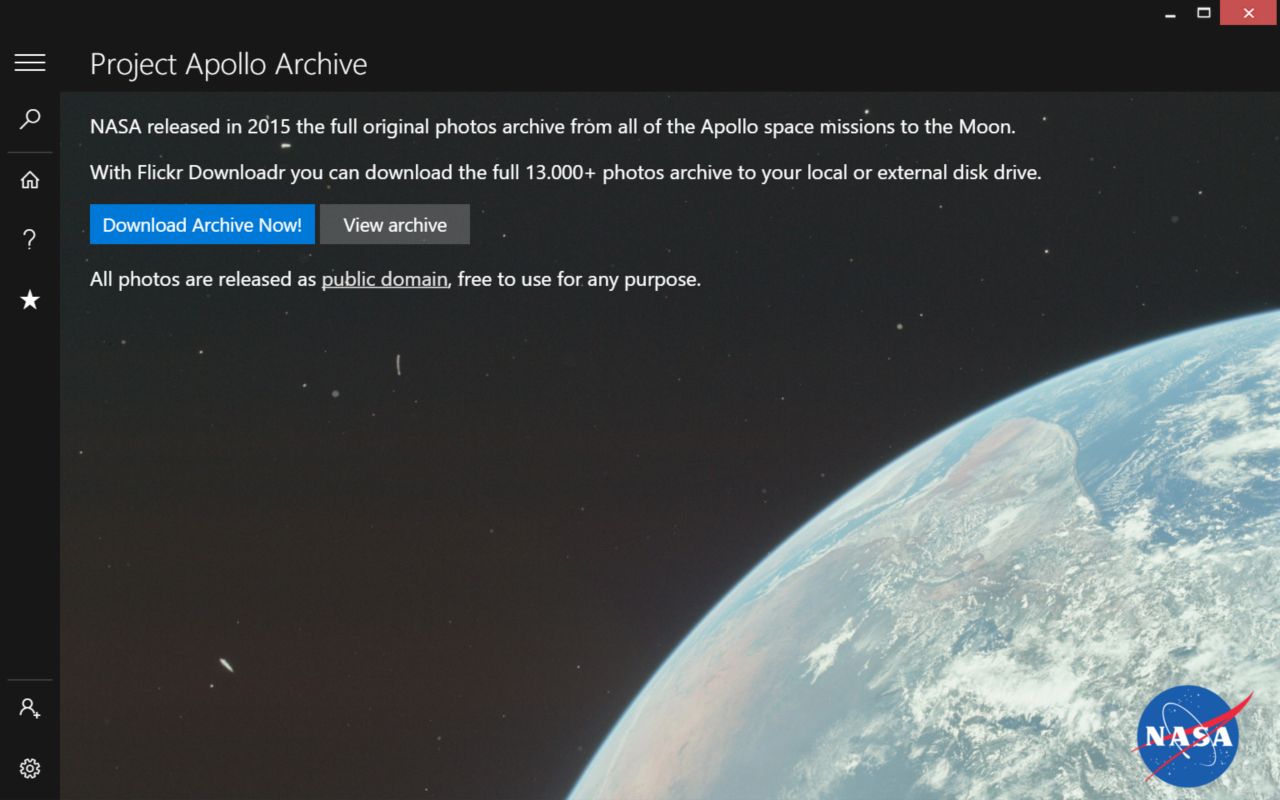 Project Apollo Archive
NASA released in 2015 the full original photos archive from all of the Apollo space missions to the Moon.
With Flickr Downloadr you can download the full 13.000+ photos archive to your local or external disk drive.
Download Archive Now! View archive
All photos are released as public domain, free to use for any purpose.
NASA